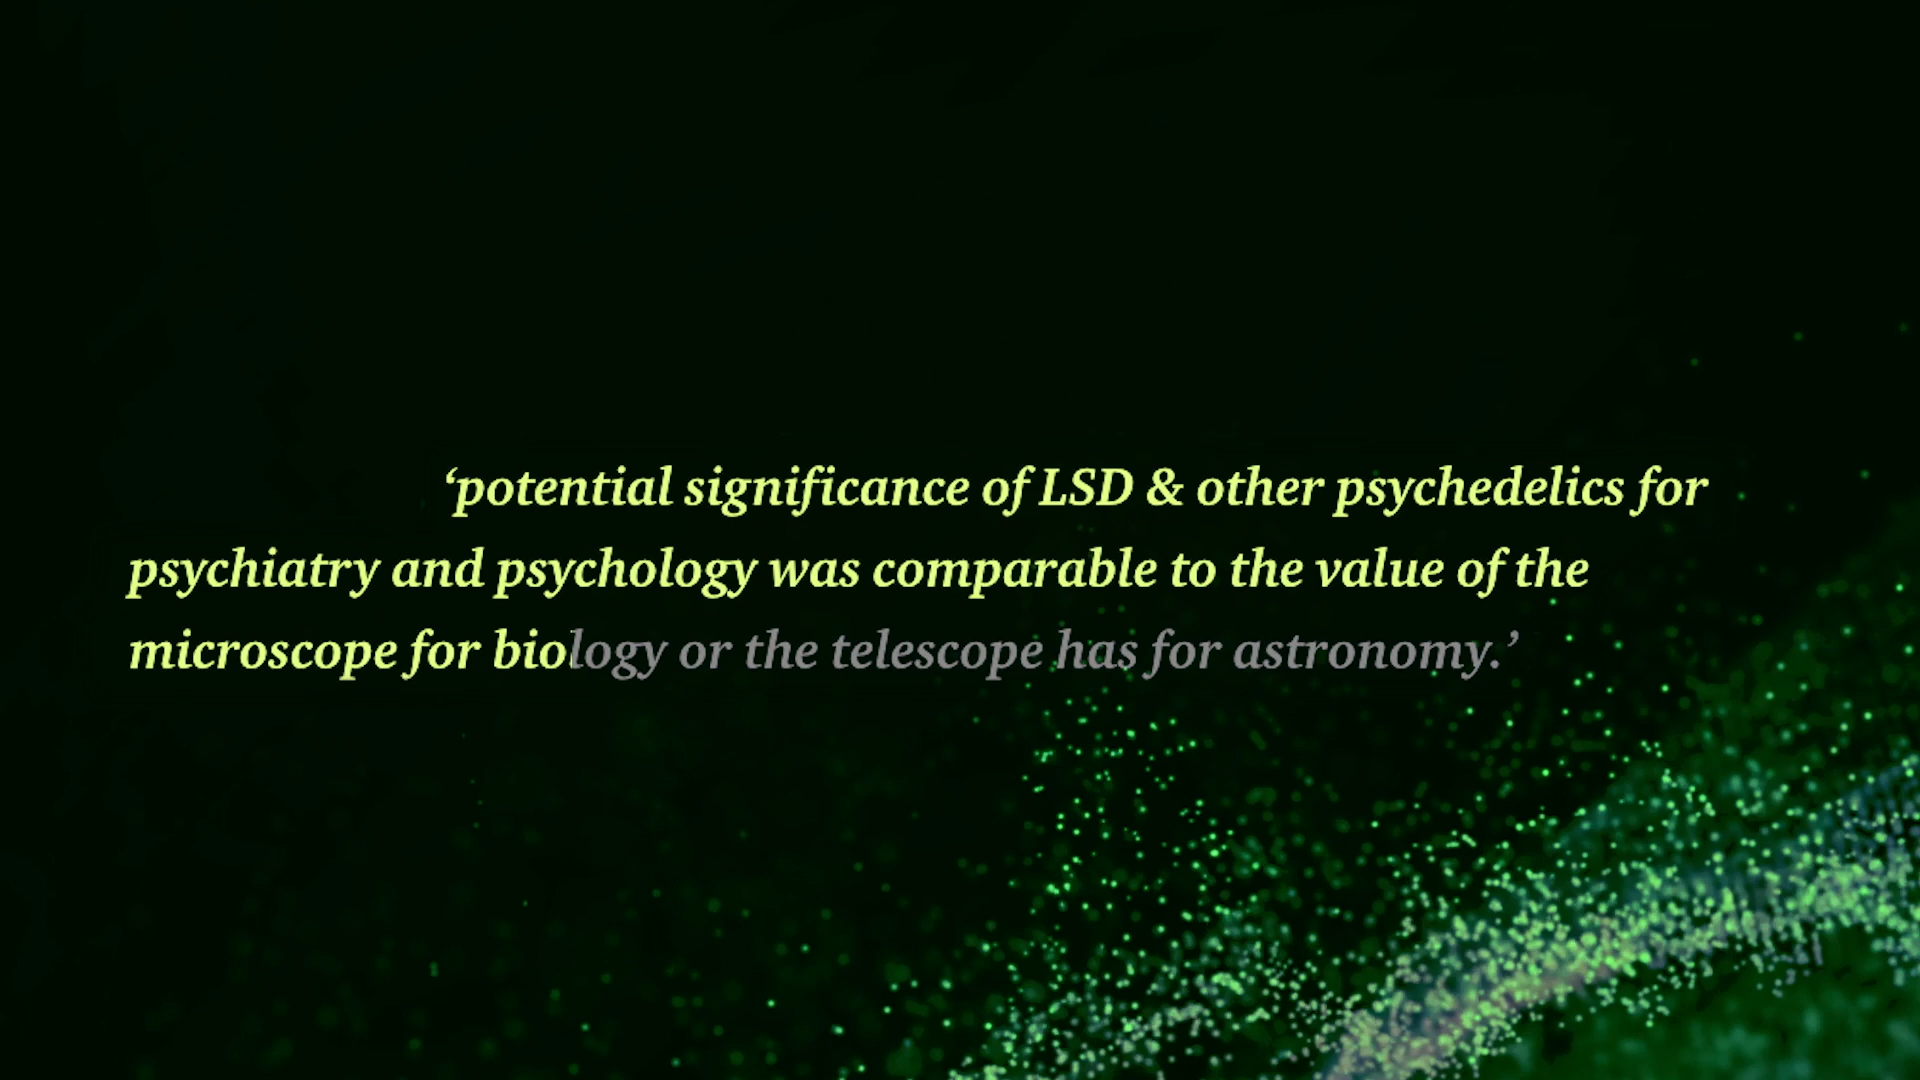 ‘potential significance of LSD & other psychedelics for
psychiatry and psychology was comparable to the value of the
microscope for biology or the telescope has for astronomy.’